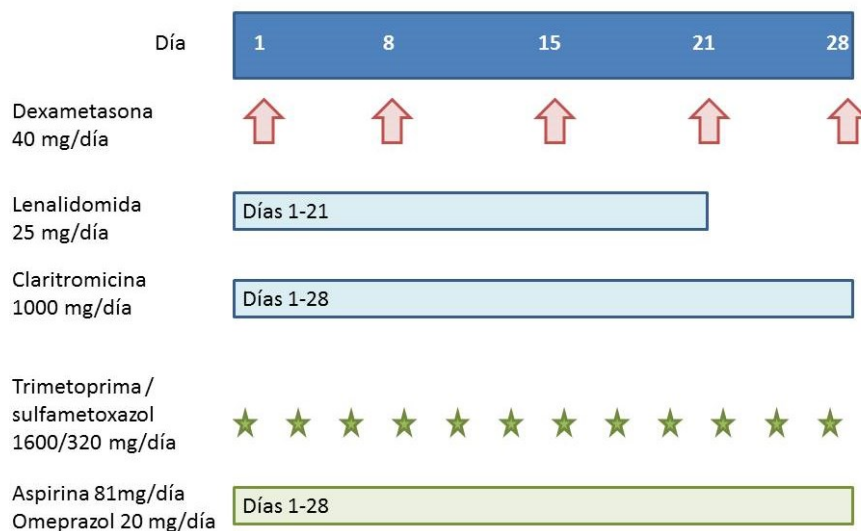 Día 1 8 15 21 28
Dexametasona
40 mg/día
Lenalidomida
25 mg/día
Días 1-21
Claritromicina
1000 mg/día
Días 1-28
Trimetoprima /
sulfametoxazol
1600/320 mg/día
Aspirina 81mg/día
Omeprazol 20 mg/día
Días 1-28